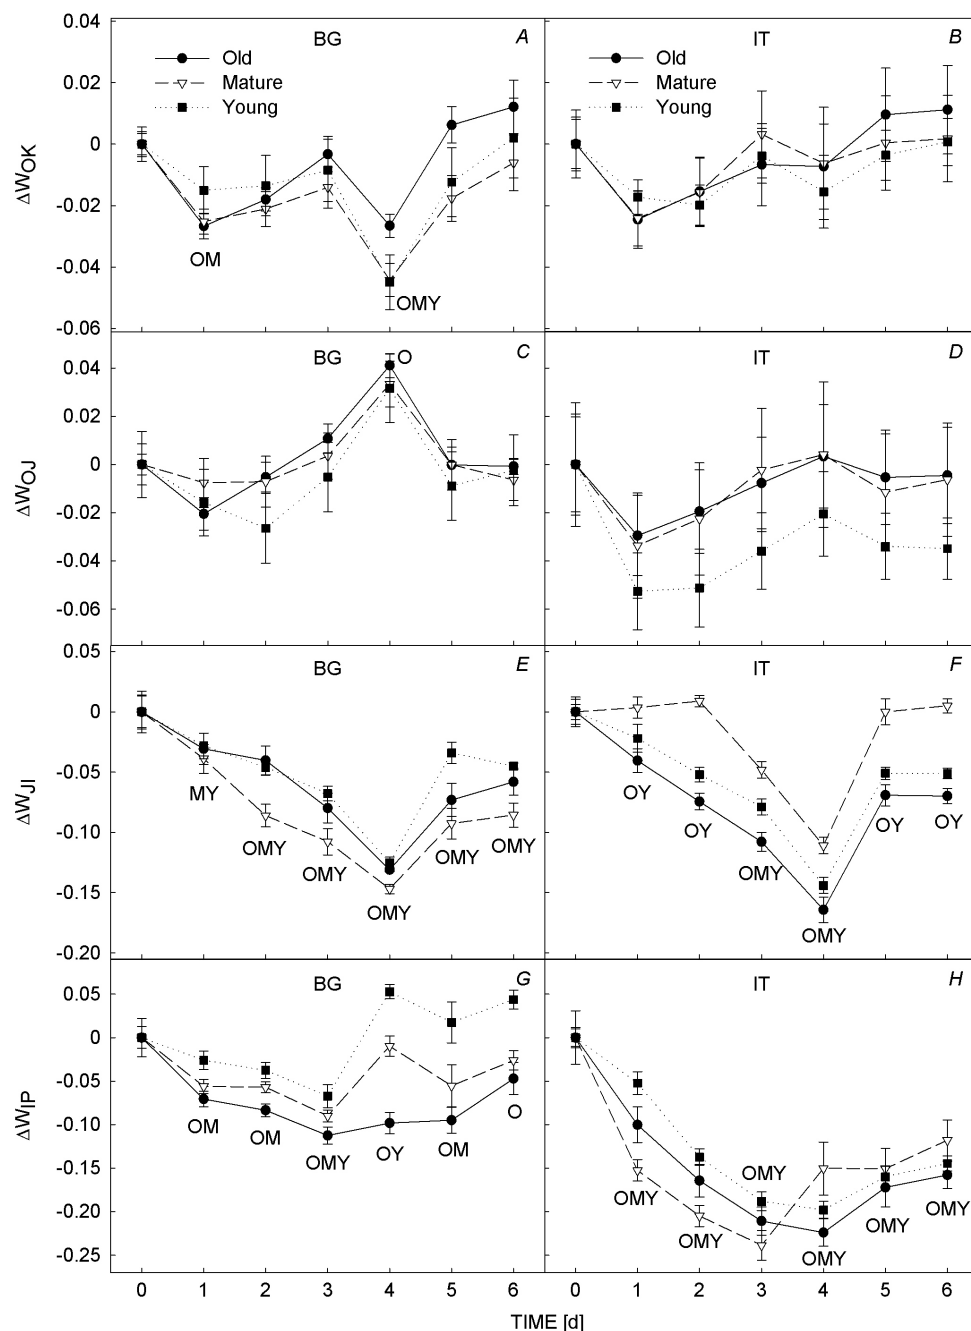 0.04
BG
A
IT
B
Old
Mature
Young
Old
Mature
Young
0.02
0
-0.02
-0.04
-0.06
ΔW_OK
OM
OMY
BG
C
O
IT
D
0.04
0.02
0
-0.02
-0.04
-0.06
ΔW_OJ
0.05
BG
E
IT
F
0
-0.05
-0.10
-0.15
-0.20
ΔW_JI
MY
OMY
OMY
OMY
OMY
OMY
OY
OY
OMY
OMY
OY
OY
BG
G
IT
H
0.05
0
-0.05
-0.10
-0.15
-0.20
-0.25
ΔW_IP
OM
OM
OMY
OY
OM
O
OMY
OMY
OMY
OMY
OMY
OMY
0 1 2 3 4 5 6 0 1 2 3 4 5 6
TIME [d]